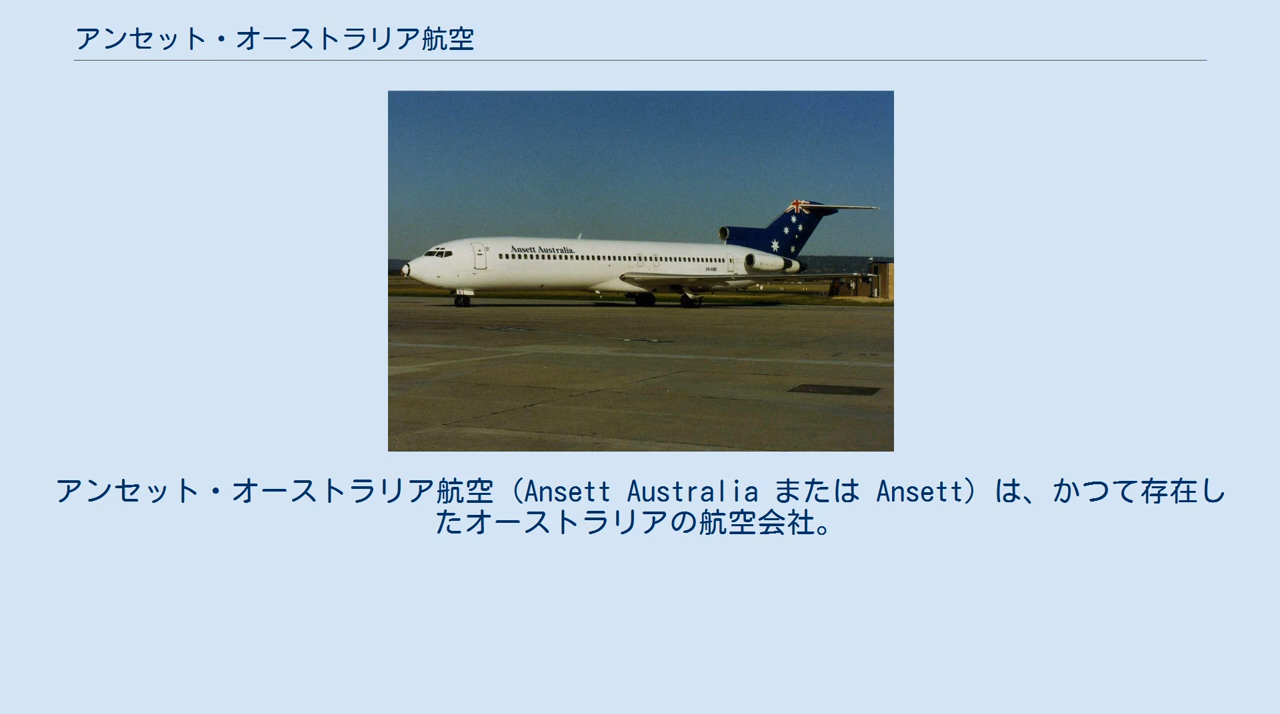 アンセット・オーストラリア航空
Ansett Australia.
アンセット・オーストラリア航空（Ansett Australia または Ansett）は、かつて存在し
たオーストラリアの航空会社。